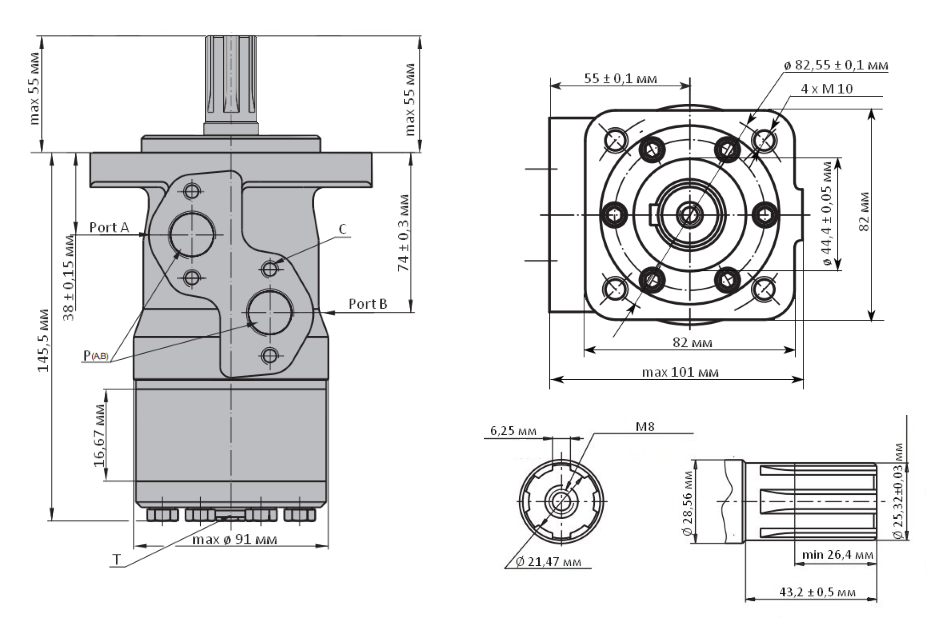 max 55 мм
max 55 мм
Port A
38 ± 0,15 мм
145,5 мм
P(A,B)
16,67 мм
C
74 ± 0,3 мм
Port B
max ø 91 мм
T
55 ± 0,1 мм
ø 82,55 ± 0,1 мм
4 x M 10
ø 44,4 ± 0,05 мм
82 мм
82 мм
max 101 мм
6,25 мм
M8
Ø 21,47 мм
Ø 28,56 мм
Ø 25,32±0,03 мм
min 26,4 мм
43,2 ± 0,5 мм